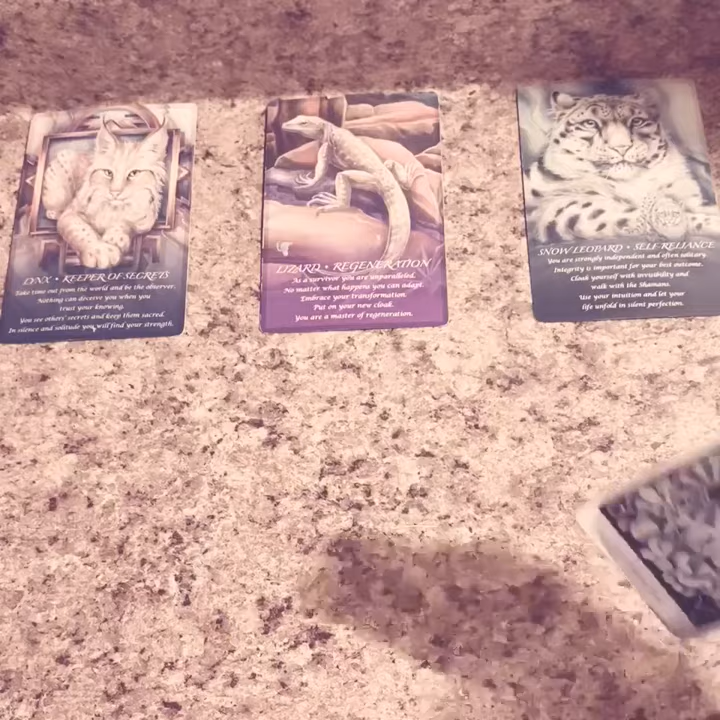 LYNX • KEEPER OF SECRETS
Take time out from the world and be the observer.
Nothing can deceive you when you
trust your knowing.
You see others' secrets and keep them sacred.
In silence and solitude you will find your strength.
LIZARD • REGENERATION
As a survivor you are unparalleled.
No matter what happens you can adapt.
Embrace your transformation.
Put on your new cloak.
You are a master of regeneration.
SNOW LEOPARD • SELF-RELIANCE
You are strongly independent and often solitary.
Integrity is important for your best outcome.
Cloak yourself with invisibility and
walk with the Shamans.
Use your intuition and let your
life unfold in silent perfection.